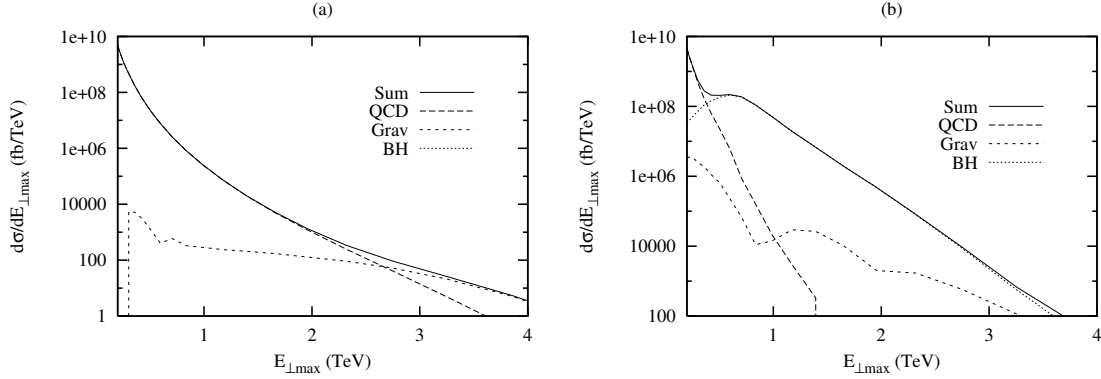 (a)
dσ/dE⊥max (fb/TeV)
1e+10
1e+08
1e+06
10000
100
1
Sum
QCD
Grav
BH
1 2 3 4
E⊥max (TeV)
(b)
dσ/dE⊥max (fb/TeV)
1e+10
1e+08
1e+06
10000
100
Sum
QCD
Grav
BH
1 2 3 4
E⊥max (TeV)